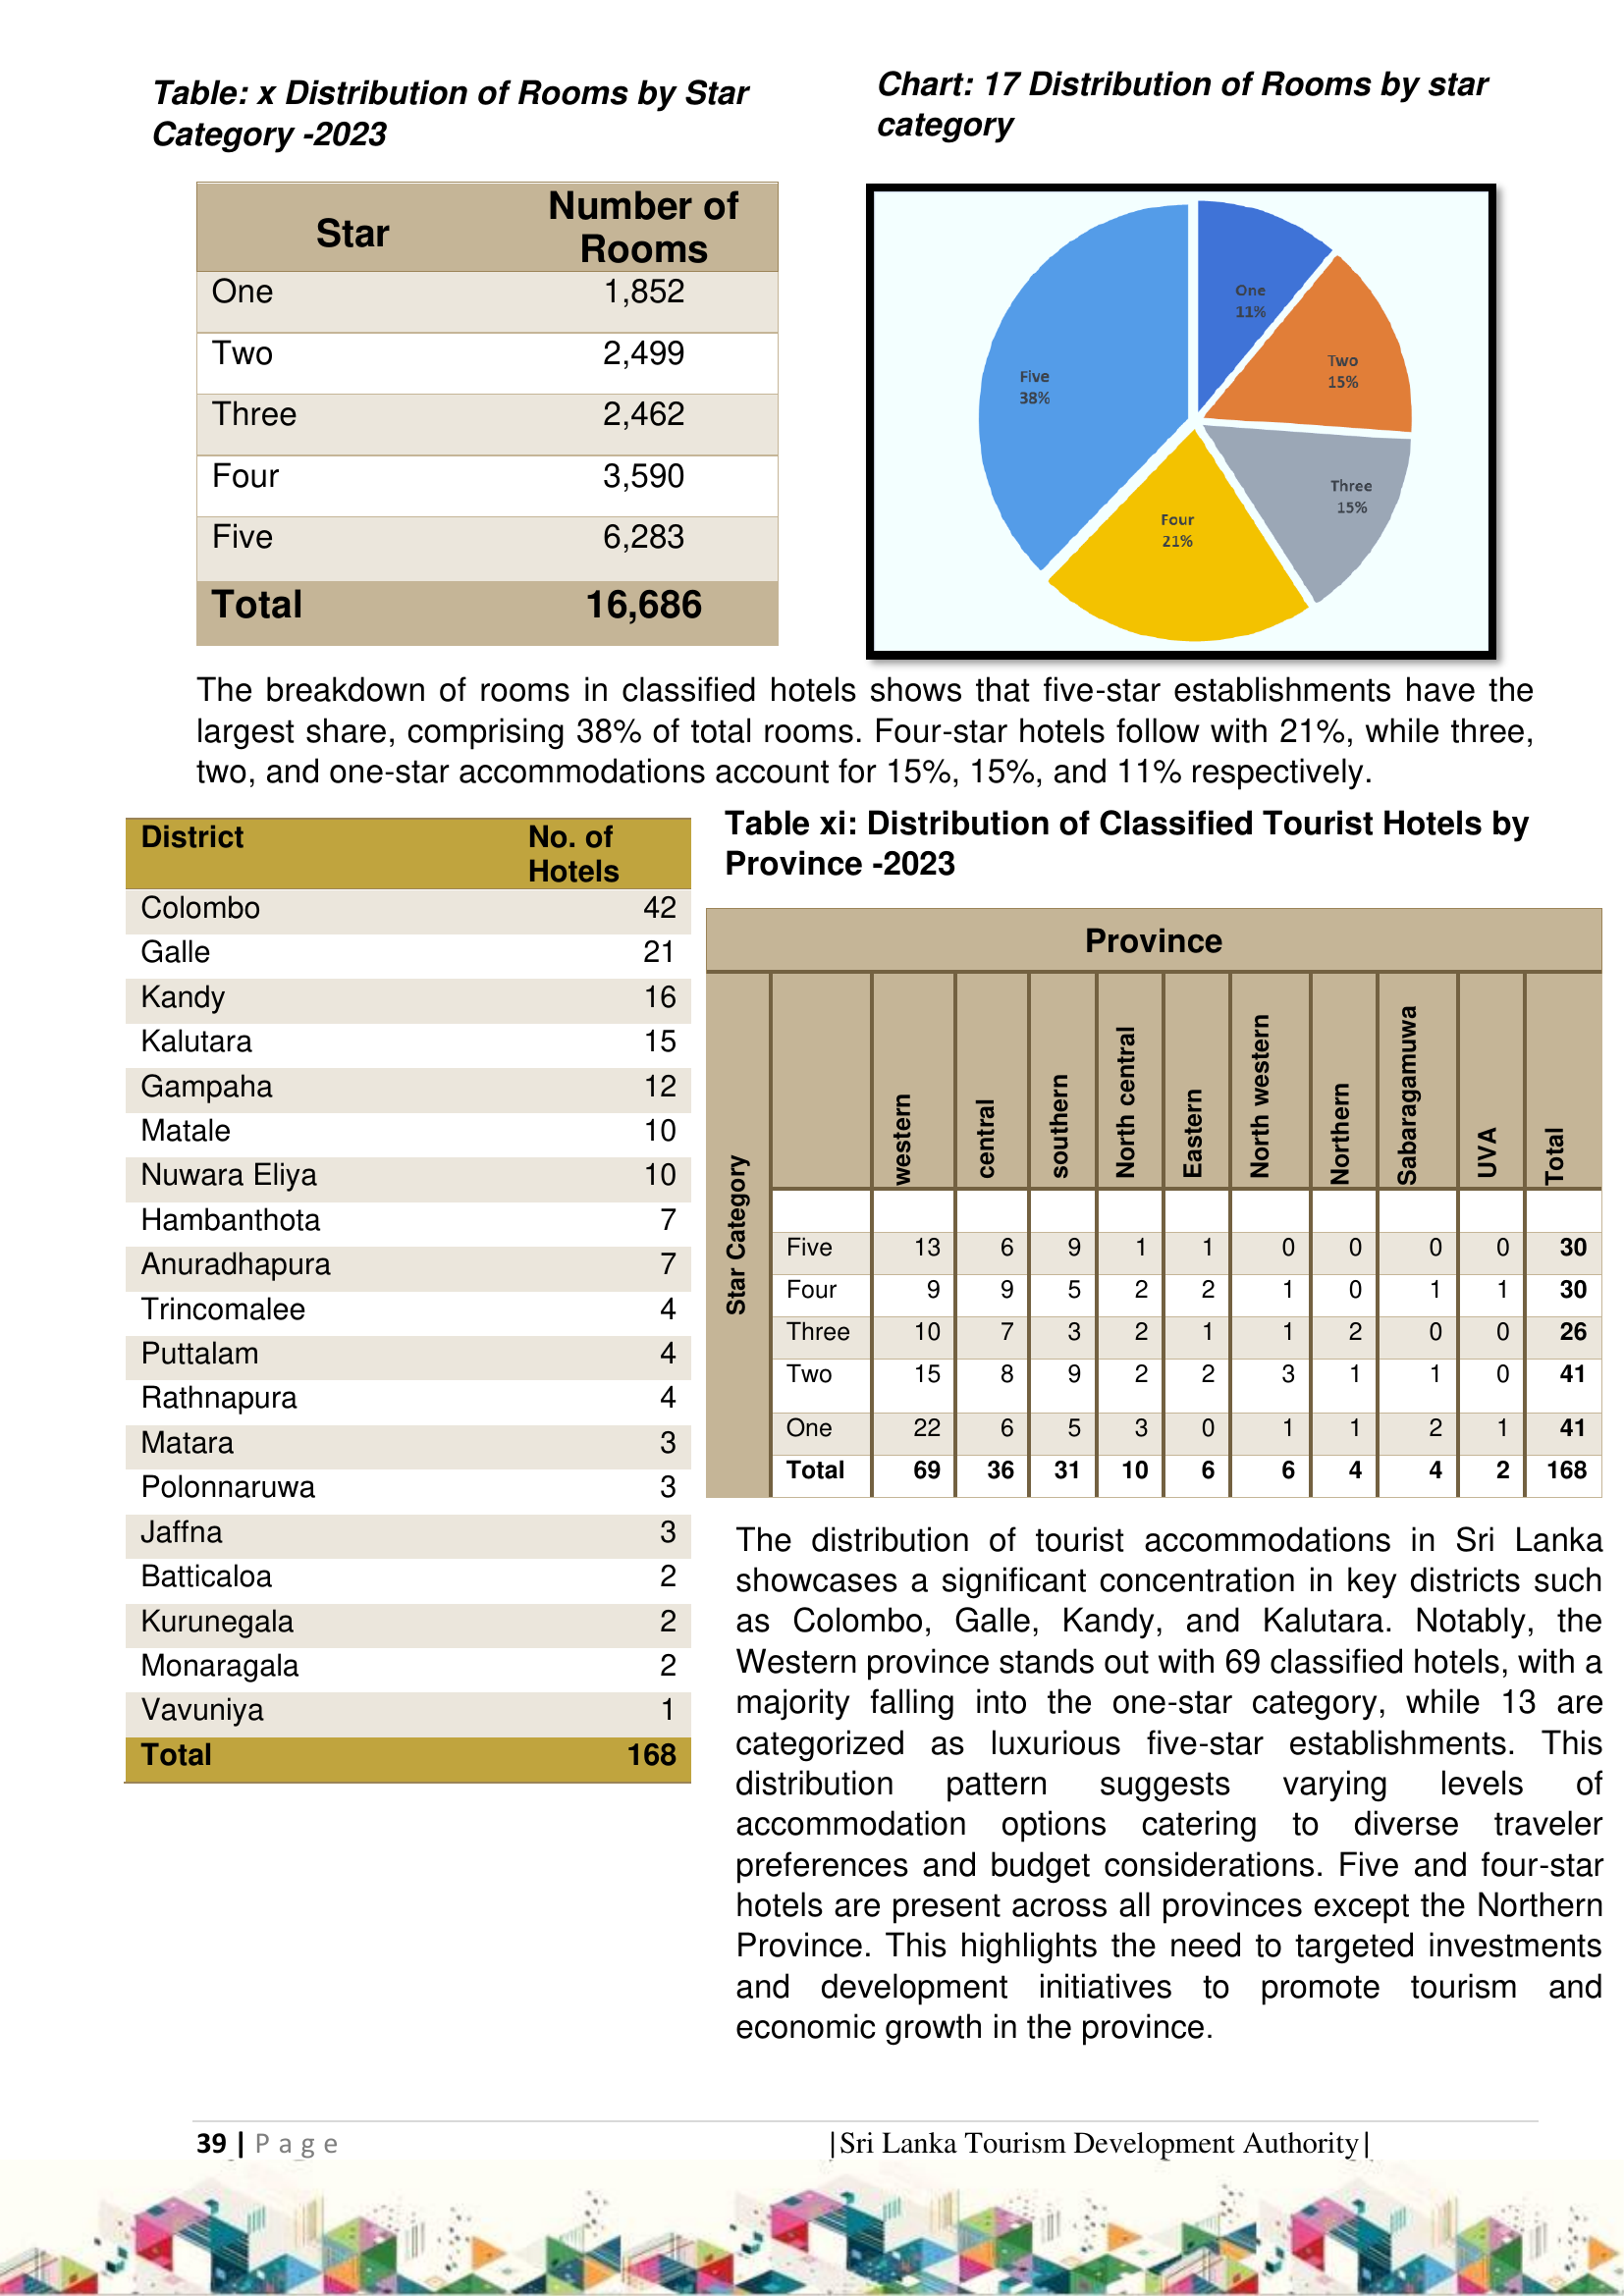 Table: x Distribution of Rooms by Star
Category -2023
Star Number of
Rooms
One 1,852
Two 2,499
Three 2,462
Four 3,590
Five 6,283
Total 16,686
Chart: 17 Distribution of Rooms by star
category
One
11%
Two
15%
Three
15%
Four
21%
Five
38%
The breakdown of rooms in classified hotels shows that five-star establishments have the
largest share, comprising 38% of total rooms. Four-star hotels follow with 21%, while three,
two, and one-star accommodations account for 15%, 15%, and 11% respectively.
District No. of
Hotels
Colombo 42
Galle 21
Kandy 16
Kalutara 15
Gampaha 12
Matale 10
Nuwara Eliya 10
Hambanthota 7
Anuradhapura 7
Trincomalee 4
Puttalam 4
Rathnapura 4
Matara 3
Polonnaruwa 3
Jaffna 3
Batticaloa 2
Kurunegala 2
Monaragala 2
Vavuniya 1
Total 168
Table xi: Distribution of Classified Tourist Hotels by
Province -2023
Province
Star Category
western central southern North central Eastern North western Northern Sabaragamuwa UVA Total
Five 13 6 9 1 1 0 0 0 0 30
Four 9 9 5 2 2 1 0 1 1 30
Three 10 7 3 2 1 1 2 0 0 26
Two 15 8 9 2 2 3 1 1 0 41
One 22 6 5 3 0 1 1 2 1 41
Total 69 36 31 10 6 6 4 4 2 168
The distribution of tourist accommodations in Sri Lanka
showcases a significant concentration in key districts such
as Colombo, Galle, Kandy, and Kalutara. Notably, the
Western province stands out with 69 classified hotels, with a
majority falling into the one-star category, while 13 are
categorized as luxurious five-star establishments. This
distribution pattern suggests varying levels of
accommodation options catering to diverse traveler
preferences and budget considerations. Five and four-star
hotels are present across all provinces except the Northern
Province. This highlights the need to targeted investments
and development initiatives to promote tourism and
economic growth in the province.
39 | Page
|Sri Lanka Tourism Development Authority|